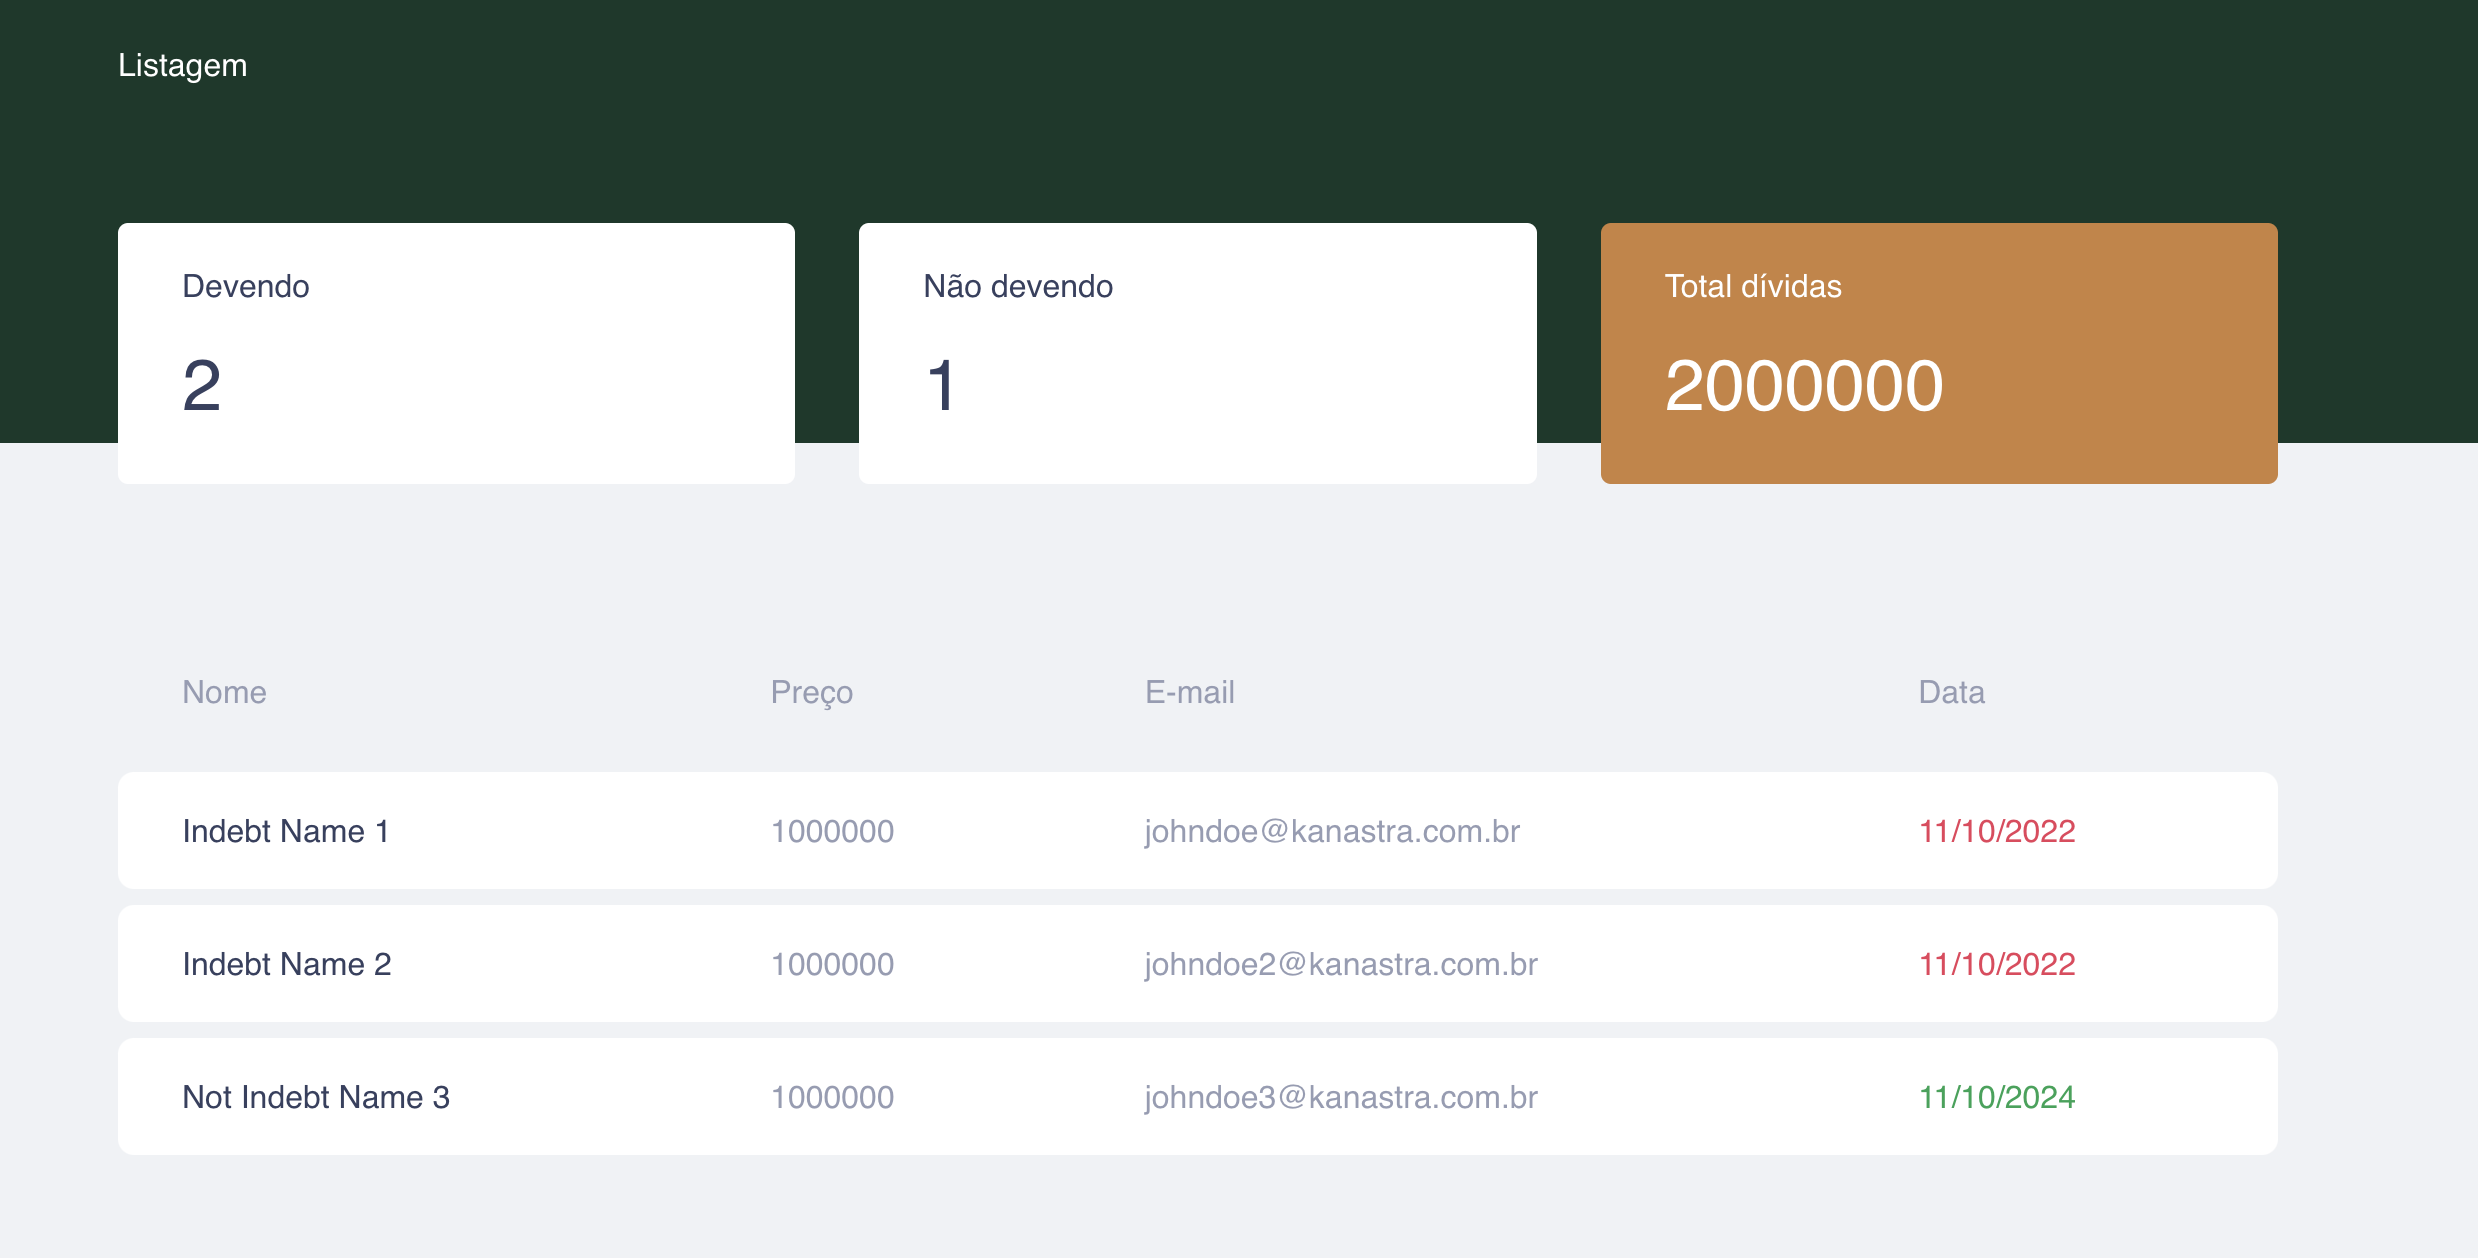 Listagem
Devendo
2
Não devendo
1
Total dívidas
2000000
Nome Preço E-mail Data
Indebt Name 1 1000000 johndoe@kanastra.com.br 11/10/2022
Indebt Name 2 1000000 johndoe2@kanastra.com.br 11/10/2022
Not Indebt Name 3 1000000 johndoe3@kanastra.com.br 11/10/2024